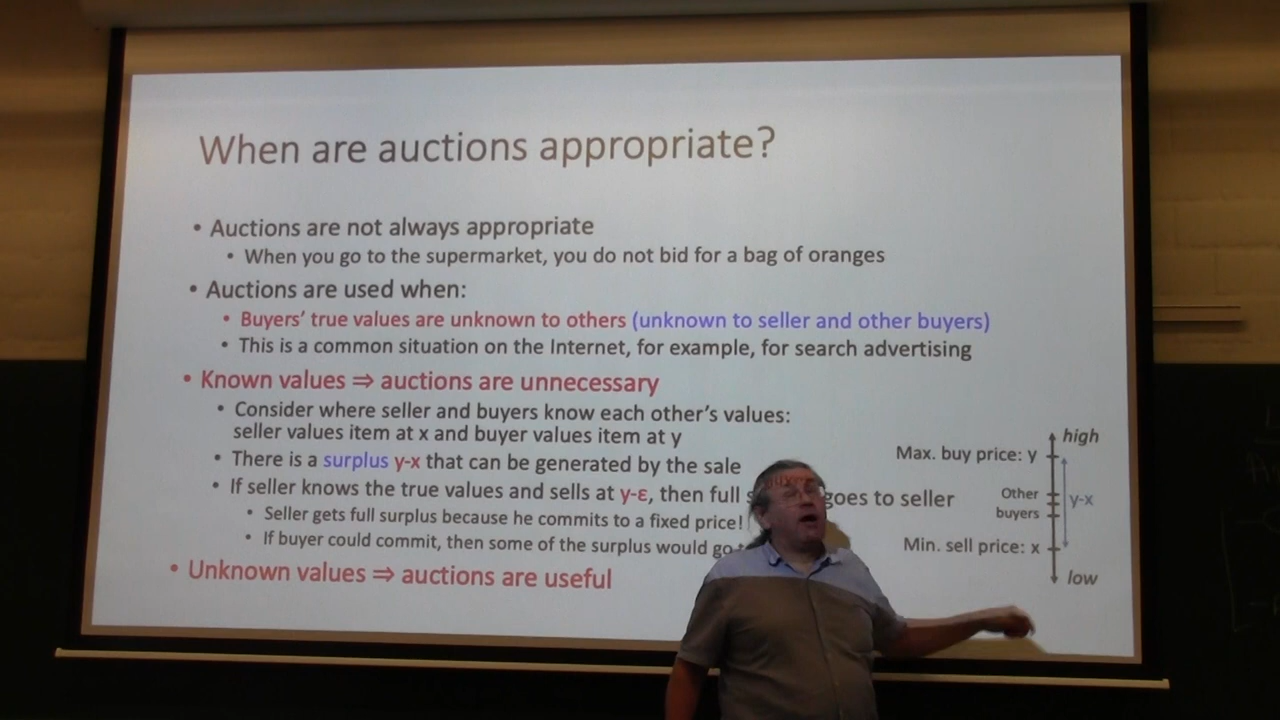 When are auctions appropriate?
• Auctions are not always appropriate
• When you go to the supermarket, you do not bid for a bag of oranges
• Auctions are used when:
• Buyers' true values are unknown to others (unknown to seller and other buyers)
• This is a common situation on the Internet, for example, for search advertising
• Known values ⇒ auctions are unnecessary
• Consider where seller and buyers know each other's values:
seller values item at x and buyer values item at y
• There is a surplus y-x that can be generated by the sale
• If seller knows the true values and sells at y-ε, then full goes to seller
• Seller gets full surplus because he commits to a fixed price!
• If buyer could commit, then some of the surplus would go
• Unknown values ⇒ auctions are useful
high
Max. buy price: y
Other
buyers
y-x
Min. sell price: x
low